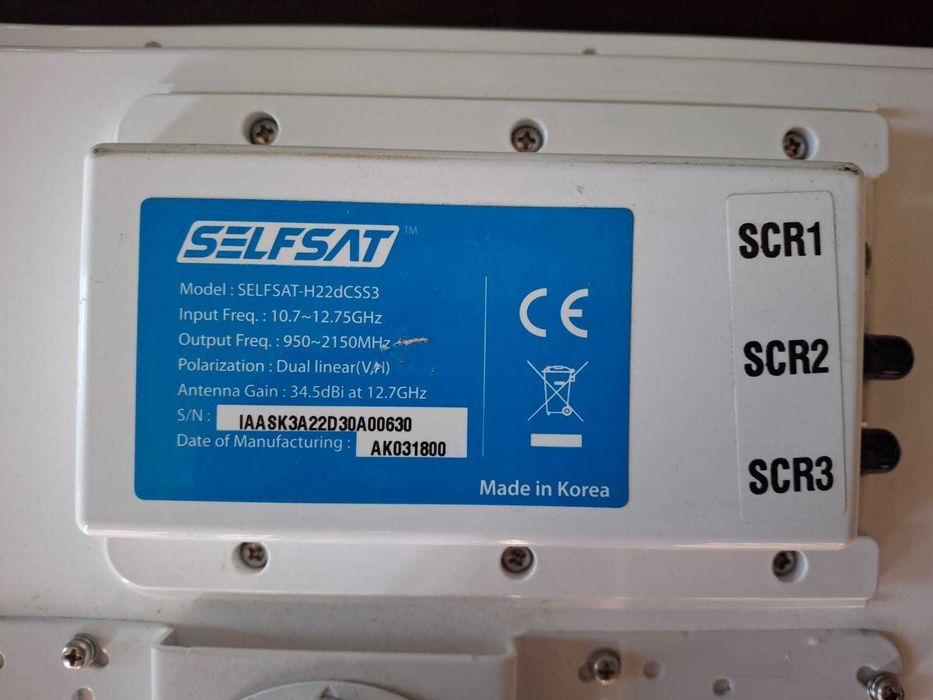 SELFSAT™
Model : SELFSAT-H22dCSS3
Input Freq. : 10.7~12.75GHz
Output Freq. : 950~2150MHz
Polarization : Dual linear(V,H)
Antenna Gain : 34.5dBi at 12.7GHz
S/N : IAASK3A22D30A00630
Date of Manufacturing : AK031800
CE
Made in Korea
SCR1
SCR2
SCR3